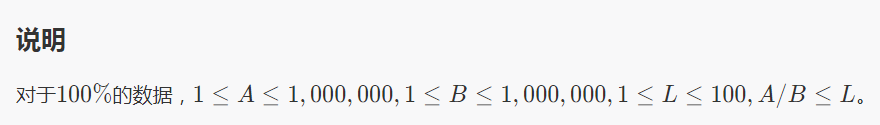 说明
对于100%的数据，1 ≤ A ≤ 1,000,000,1 ≤ B ≤ 1,000,000,1 ≤ L ≤ 100, A/B ≤ L。